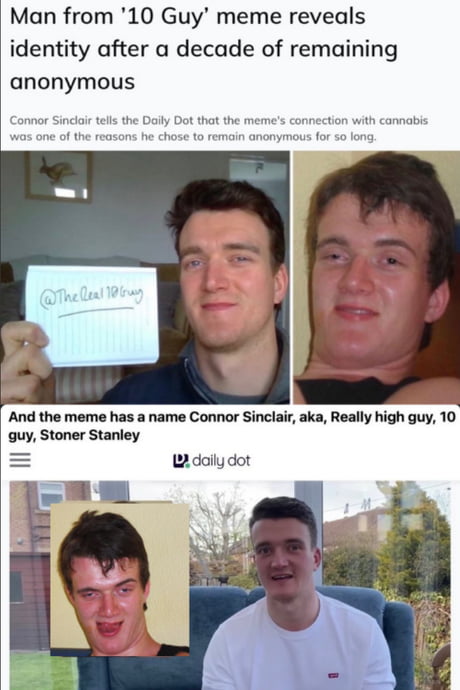 Man from ’10 Guy’ meme reveals
identity after a decade of remaining
anonymous
Connor Sinclair tells the Daily Dot that the meme's connection with cannabis
was one of the reasons he chose to remain anonymous for so long.
@TheReal10Guy
And the meme has a name Connor Sinclair, aka, Really high guy, 10
guy, Stoner Stanley
daily dot